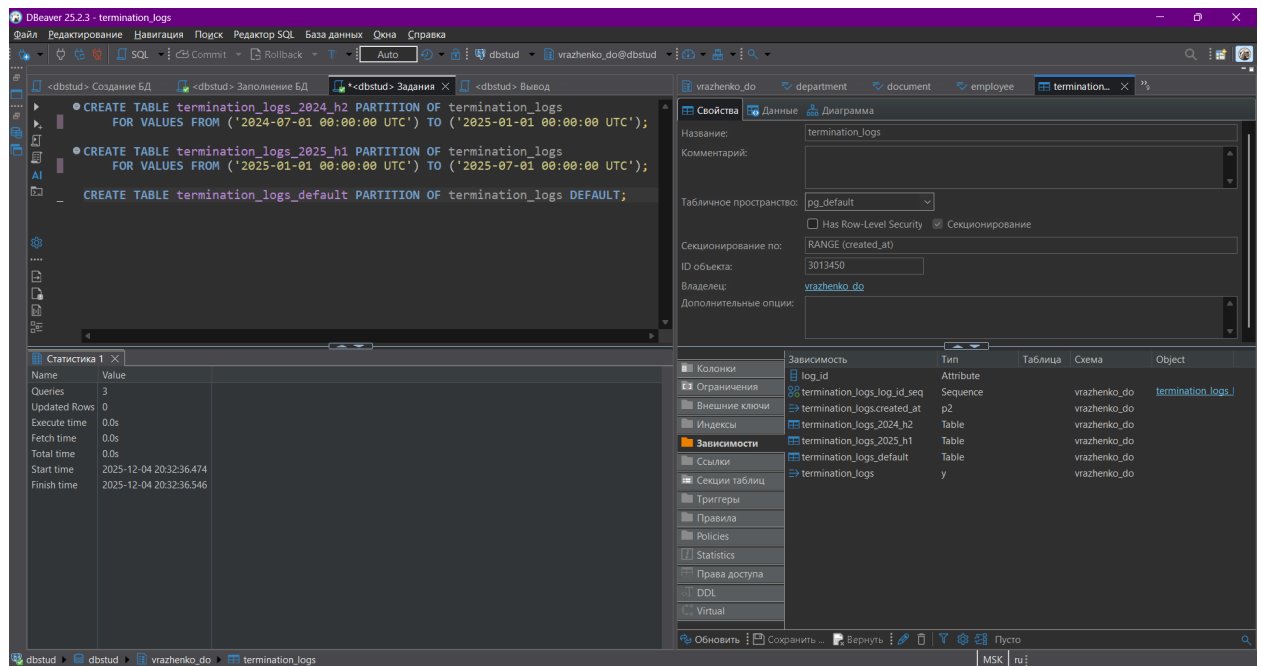 DBeaver 25.2.3 - termination_logs
Файл Редактирование Навигация Поиск Редактор SQL База данных Окна Справка
SQL Commit Rollback T Auto dbstud vrazhenko_do@dbstud
<dbstud> Создание БД <dbstud> Заполнение БД *<dbstud> Задания <dbstud> Вывод
CREATE TABLE termination_logs_2024_h2 PARTITION OF termination_logs
FOR VALUES FROM ('2024-07-01 00:00:00 UTC') TO ('2025-01-01 00:00:00 UTC');
CREATE TABLE termination_logs_2025_h1 PARTITION OF termination_logs
FOR VALUES FROM ('2025-01-01 00:00:00 UTC') TO ('2025-07-01 00:00:00 UTC');
CREATE TABLE termination_logs_default PARTITION OF termination_logs DEFAULT;
AI
Статистика 1
Name Value
Queries 3
Updated Rows 0
Execute time 0.0s
Fetch time 0.0s
Total time 0.0s
Start time 2025-12-04 20:32:36.474
Finish time 2025-12-04 20:32:36.546
vrazhenko_do department document employee termination... »5
Свойства Данные Диаграмма
Название: termination_logs
Комментарий:
Табличное пространство: pg_default
Has Row-Level Security Секционирование
Секционирование по: RANGE (created_at)
ID объекта: 3013450
Владелец: vrazhenko_do
Дополнительные опции:
Колонки
Ограничения
Внешние ключи
Индексы
Зависимости
Ссылки
Секции таблиц
Триггеры
Правила
Policies
Statistics
Права доступа
DDL
Virtual
Зависимость Тип Таблица Схема Object
log_id Attribute
termination_logs_log_id_seq Sequence vrazhenko_do termination_logs_l
termination_logs.created_at p2 vrazhenko_do
termination_logs_2024_h2 Table vrazhenko_do
termination_logs_2025_h1 Table vrazhenko_do
termination_logs_default Table vrazhenko_do
termination_logs y vrazhenko_do
Обновить Сохранить ... Вернуть Пусто
dbstud dbstud vrazhenko_do termination_logs
MSK ru